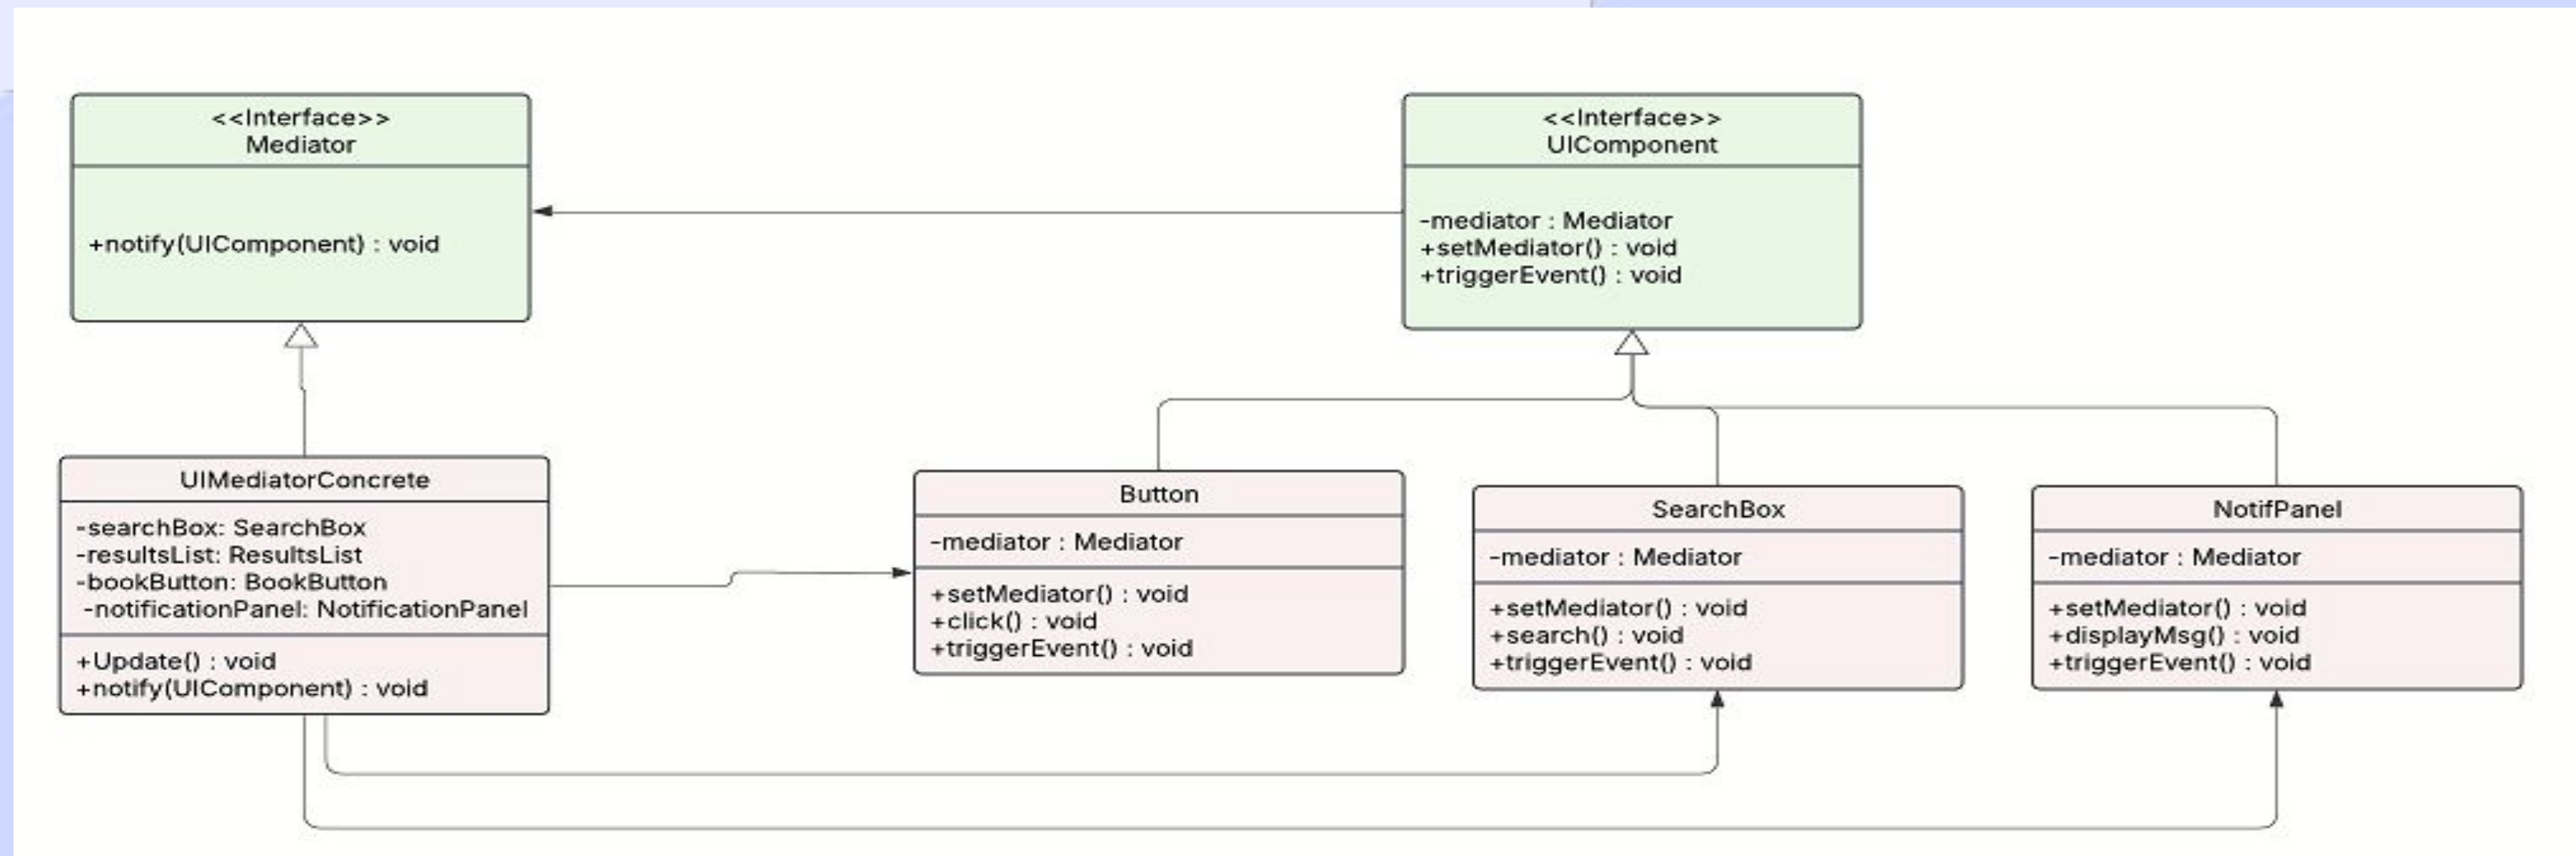 <<Interface>>
Mediator
+notify(UIComponent) : void
<<Interface>>
UIComponent
-mediator : Mediator
+setMediator() : void
+triggerEvent() : void
UIMediatorConcrete
-searchBox: SearchBox
-resultsList: ResultsList
-bookButton: BookButton
-notificationPanel: NotificationPanel
+Update() : void
+notify(UIComponent) : void
Button
-mediator : Mediator
+setMediator() : void
+click() : void
+triggerEvent() : void
SearchBox
-mediator : Mediator
+setMediator() : void
+search() : void
+triggerEvent() : void
NotifPanel
-mediator : Mediator
+setMediator() : void
+displayMsg() : void
+triggerEvent() : void